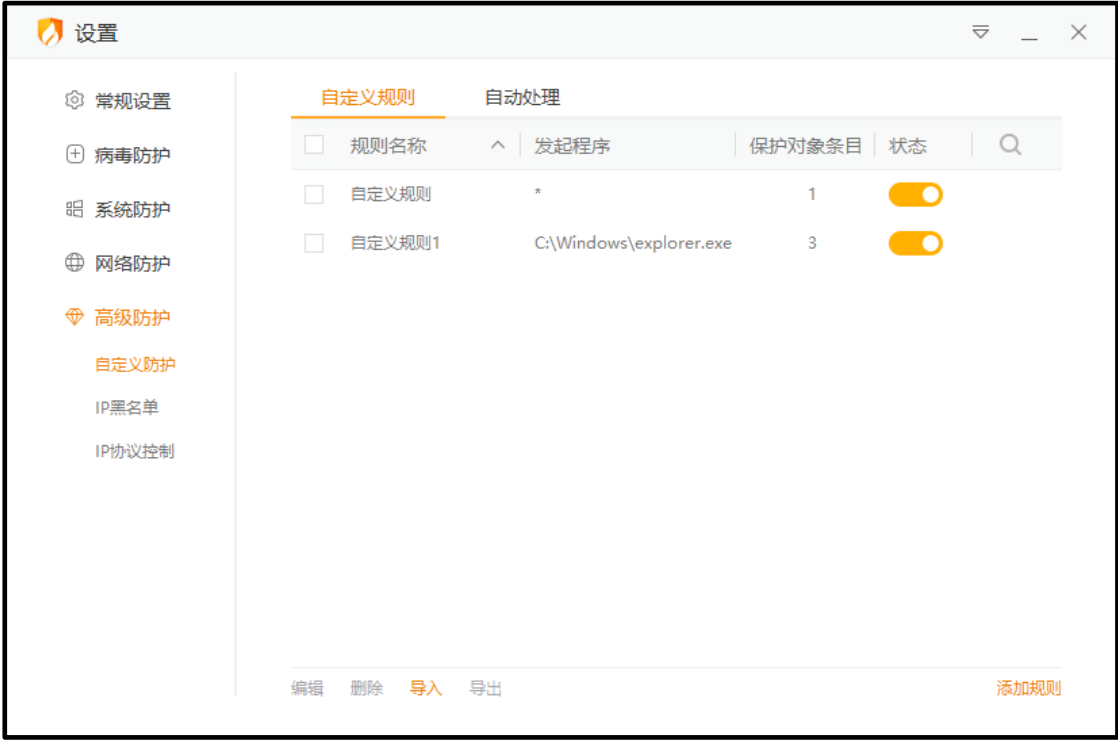 设置
常规设置
病毒防护
系统防护
网络防护
高级防护
自定义防护
IP黑名单
IP协议控制
自定义规则 自动处理
规则名称 发起程序 保护对象条目 状态
自定义规则 * 1
自定义规则1 C:\Windows\explorer.exe 3
编辑 删除 导入 导出 添加规则